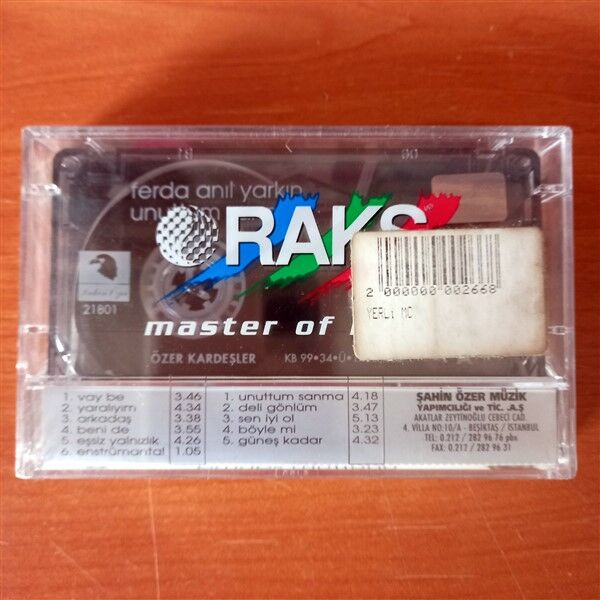 ferda anıl yarkın
unuttum
RAKS
master of
21801
ÖZER KARDEŞLER
KB 99•34•Ü•
2 000000 002668
YERLi MC
1. vay be 3.46
2. yaralıyım 4.34
3. arkadaş 3.38
4. beni de 3.55
5. eşsiz yalnızlık 4.26
6. enstrümantal 1.05
1. unuttum sanma 4.18
2. deli gönlüm 3.47
3. sen iyi ol 5.13
4. böyle mi 3.23
5. güneş kadar 4.32
ŞAHİN ÖZER MÜZİK
YAPIMCILIĞI ve TİC. .A.Ş
AKATLAR ZEYTİNOĞLU CEBECİ CAD.
4. VİLLA NO:10/A - BEŞİKTAŞ / İSTANBUL
TEL: 0.212 / 282 96 76 pbx
FAX: 0.212 / 282 96 31